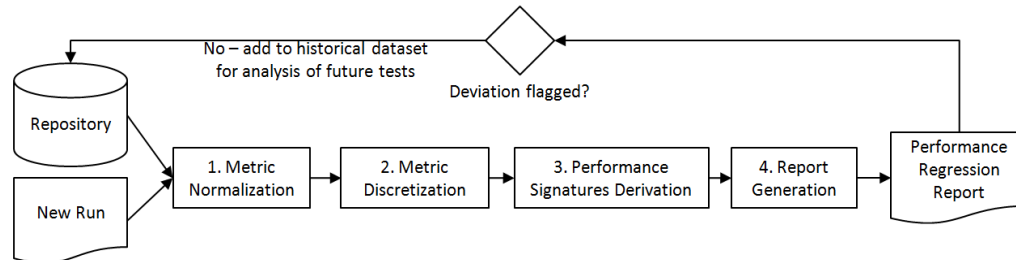 No – add to historical dataset
for analysis of future tests
Deviation flagged?
Repository
New Run
1. Metric
Normalization
2. Metric
Discretization
3. Performance
Signatures Derivation
4. Report
Generation
Performance
Regression
Report